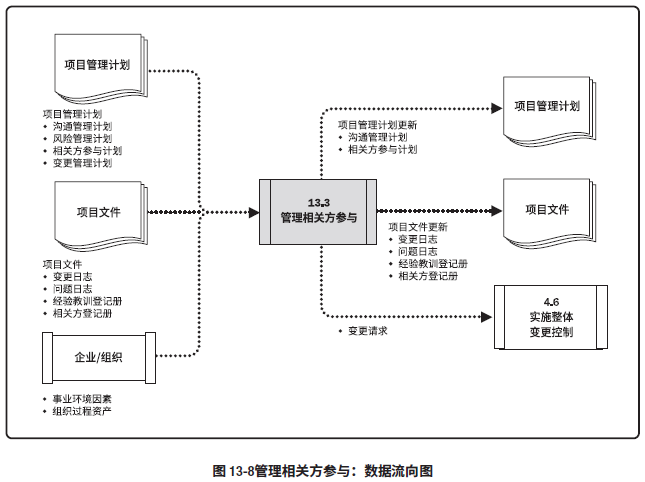 项目管理计划
项目管理计划
沟通管理计划
风险管理计划
相关方参与计划
变更管理计划
项目文件
项目文件
变更日志
问题日志
经验教训登记册
相关方登记册
企业/组织
事业环境因素
组织过程资产
13.3
管理相关方参与
项目管理计划更新
沟通管理计划
相关方参与计划
项目管理计划
项目文件更新
变更日志
问题日志
经验教训登记册
相关方登记册
项目文件
变更请求
4.6
实施整体
变更控制
图 13-8管理相关方参与：数据流向图